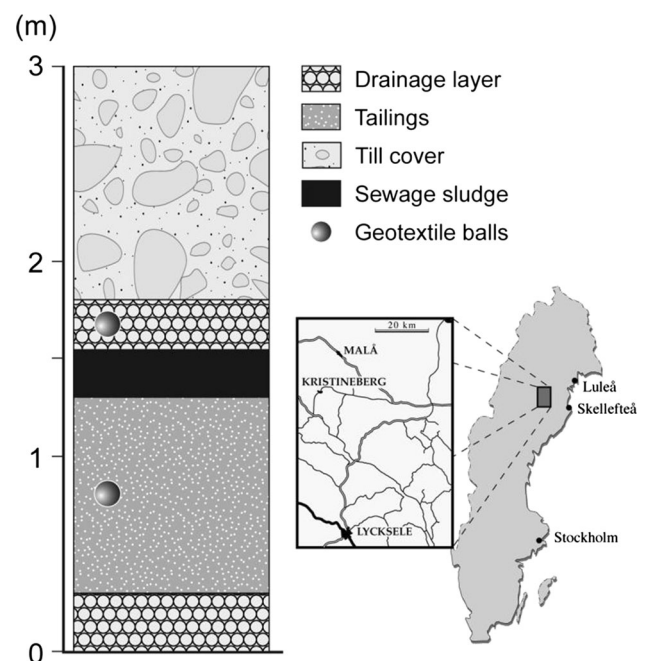 (m)
3
2
1
0
Drainage layer
Tailings
Till cover
Sewage sludge
Geotextile balls
20 km
MALÅ
KRISTINEBERG
LYCKSELE
Luleå
Skellefteå
Stockholm